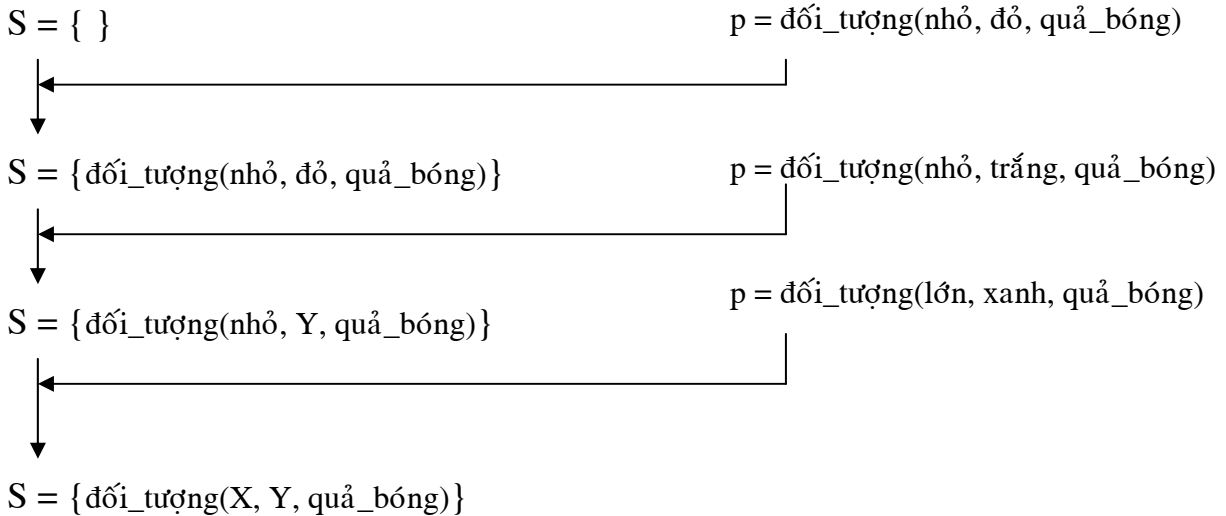 S = { }
p = đối_tượng(nhỏ, đỏ, quả_bóng)
S = {đối_tượng(nhỏ, đỏ, quả_bóng)}
p = đối_tượng(nhỏ, trắng, quả_bóng)
p = đối_tượng(lớn, xanh, quả_bóng)
S = {đối_tượng(nhỏ, Y, quả_bóng)}
S = {đối_tượng(X, Y, quả_bóng)}